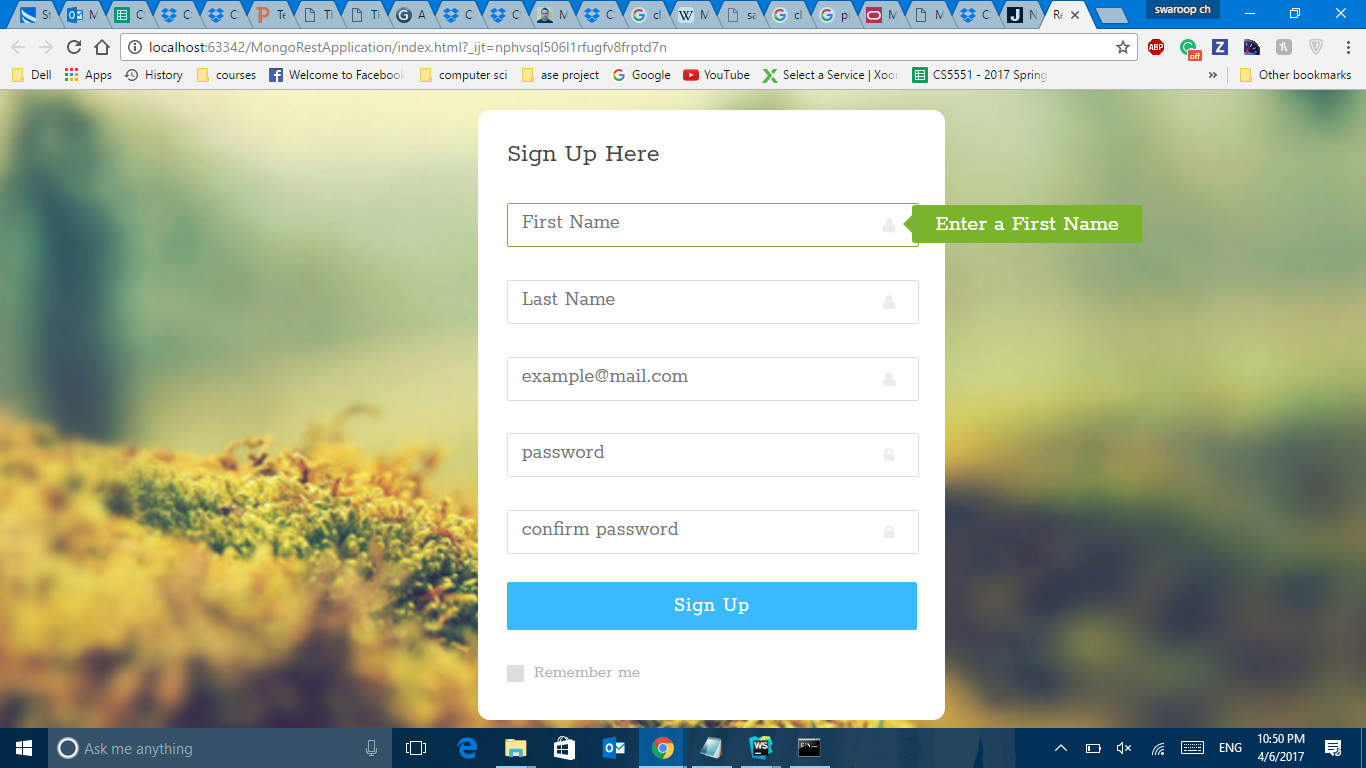 St M C C C Te Tl Tl A C C M C cl M sa cl pr M M C N Re
swaroop ch
localhost:63342/MongoRestApplication/index.html?_ijt=nphvsql506l1rfugfv8frptd7n
ABP off Z
Dell Apps History courses Welcome to Facebook computer sci ase project Google YouTube Select a Service | Xoo CS5551 - 2017 Spring » Other bookmarks
Sign Up Here
First Name
Enter a First Name
Last Name
example@mail.com
password
confirm password
Sign Up
Remember me
Ask me anything
ENG
10:50 PM
4/6/2017